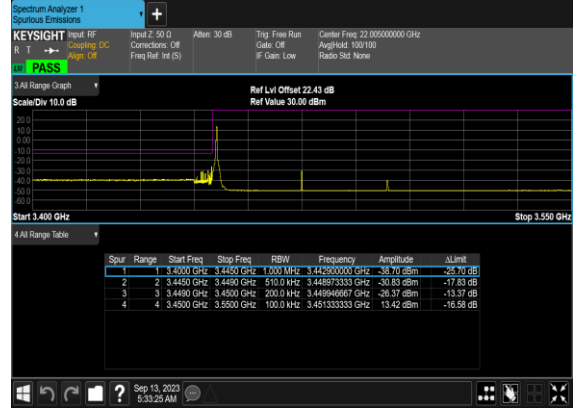 Spectrum Analyzer 1
Spurious Emissions
+
KEYSIGHT Input: RF Input Z: 50 Ω Atten: 30 dB Trig: Free Run Center Freq: 22.005000000 GHz
R T Coupling: DC Corrections: Off Gate: Off Avg|Hold: 100/100
Align: Off Freq Ref: Int (S) IF Gain: Low Radio Std: None
PASS
3 All Range Graph
Ref Lvl Offset 22.43 dB
Scale/Div 10.0 dB Ref Value 30.00 dBm
20.0
10.0
0.00
-10.0
-20.0
-30.0
-40.0
-50.0
-60.0
Start 3.400 GHz Stop 3.550 GHz
4 All Range Table
Spur Range Start Freq Stop Freq RBW Frequency Amplitude ΔLimit
1 1 3.4000 GHz 3.4450 GHz 1.000 MHz 3.442900000 GHz -38.70 dBm -25.70 dB
2 2 3.4450 GHz 3.4490 GHz 510.0 kHz 3.448973333 GHz -30.83 dBm -17.83 dB
3 3 3.4490 GHz 3.4500 GHz 200.0 kHz 3.449946667 GHz -26.37 dBm -13.37 dB
4 4 3.4500 GHz 3.5500 GHz 100.0 kHz 3.451333333 GHz 13.42 dBm -16.58 dB
? Sep 13, 2023
5:33:25 AM